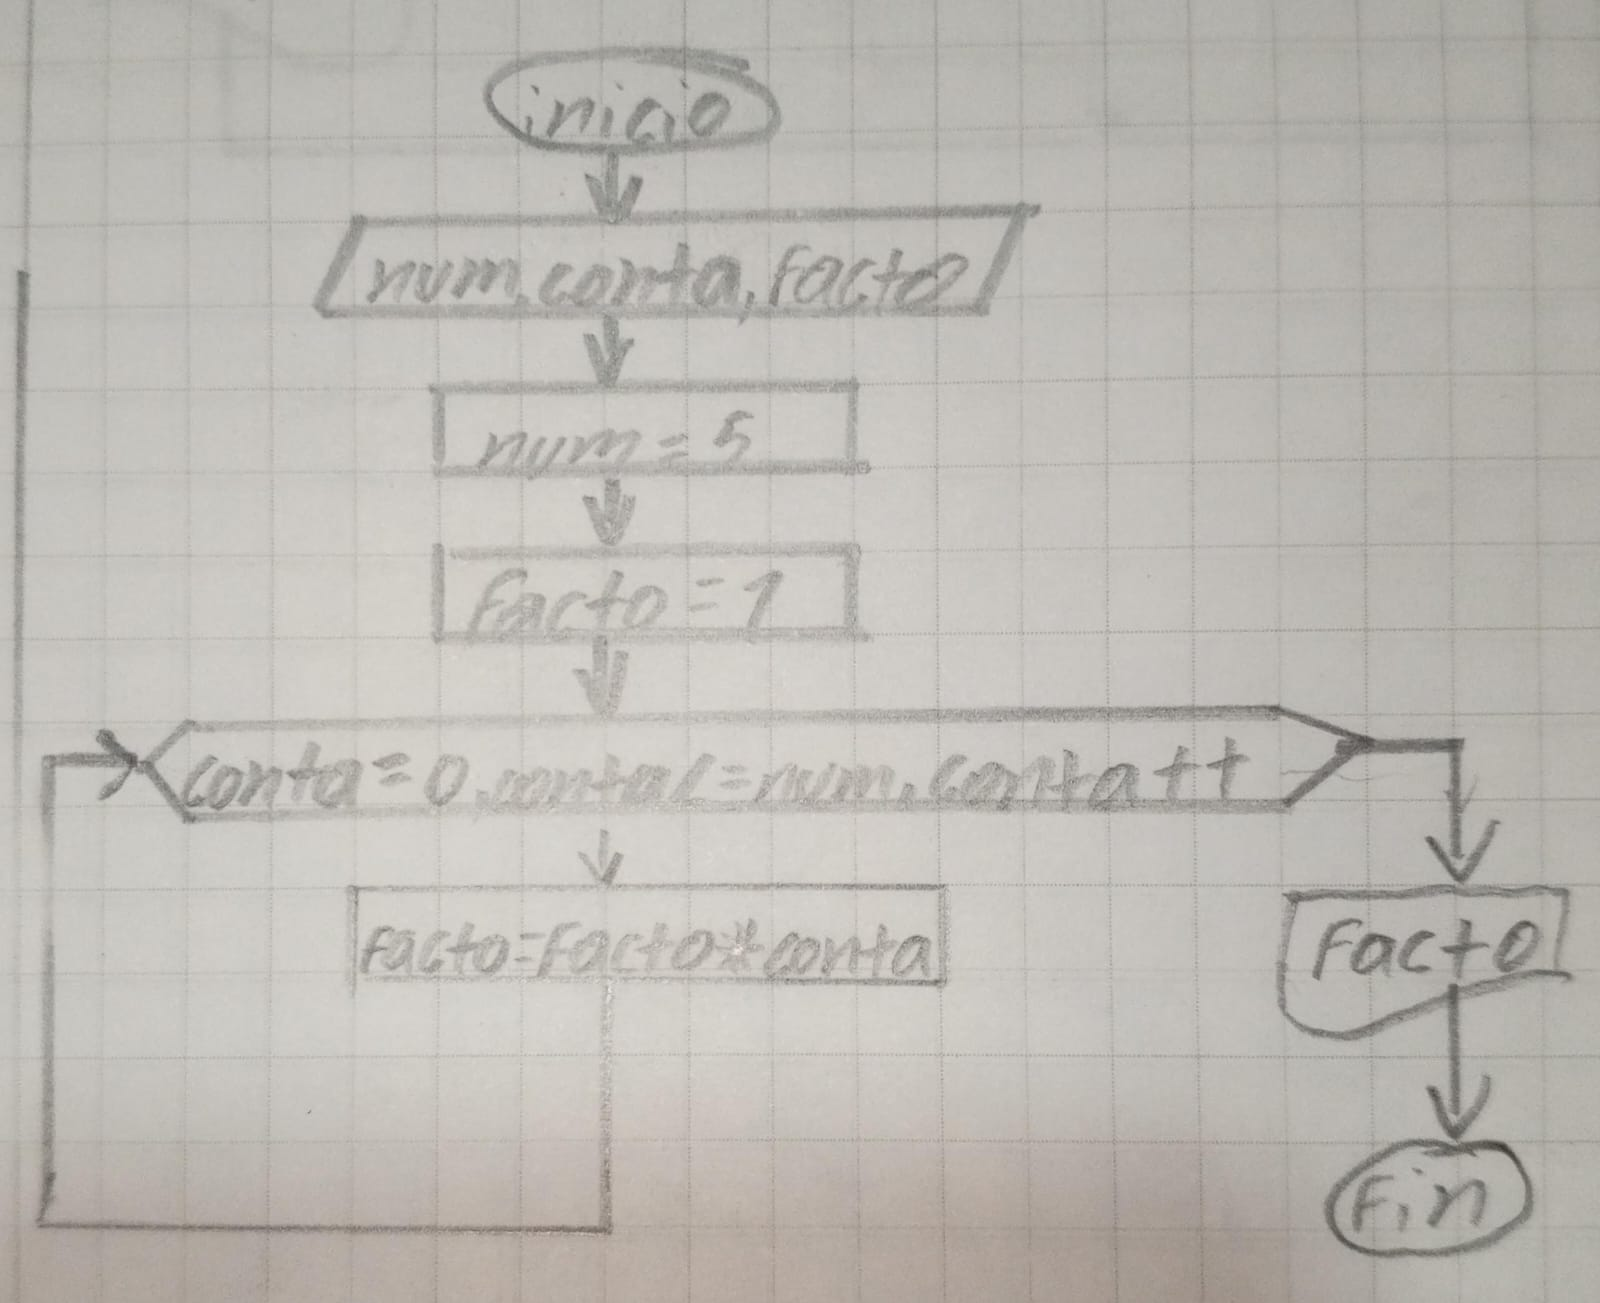 inicio
num, conta, facto
num = 5
facto = 1
conta = 0, conta<=num, conta++
facto=facto*conta
facto
Fin